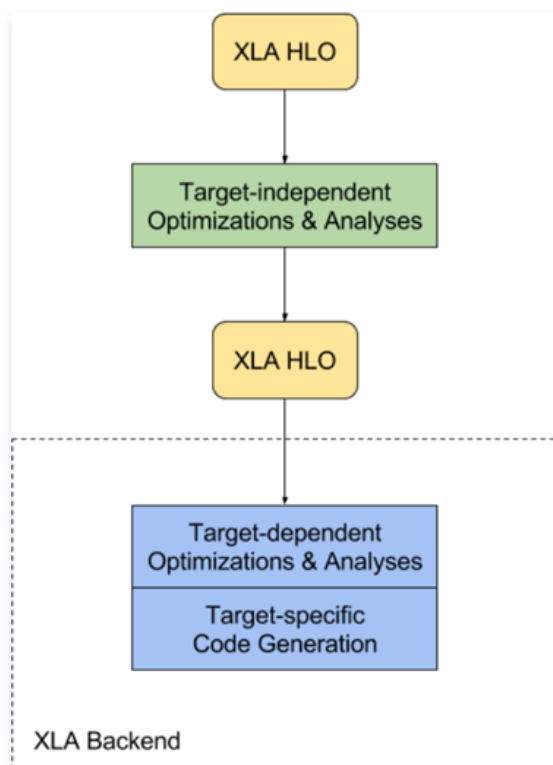 XLA HLO
Target-independent
Optimizations & Analyses
XLA HLO
Target-dependent
Optimizations & Analyses
Target-specific
Code Generation
XLA Backend